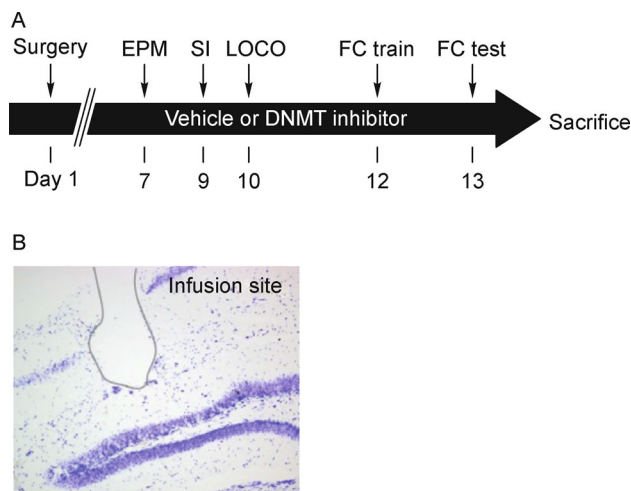 A
Surgery EPM SI LOCO FC train FC test
Vehicle or DNMT inhibitor
Sacrifice
Day 1 7 9 10 12 13
B
Infusion site